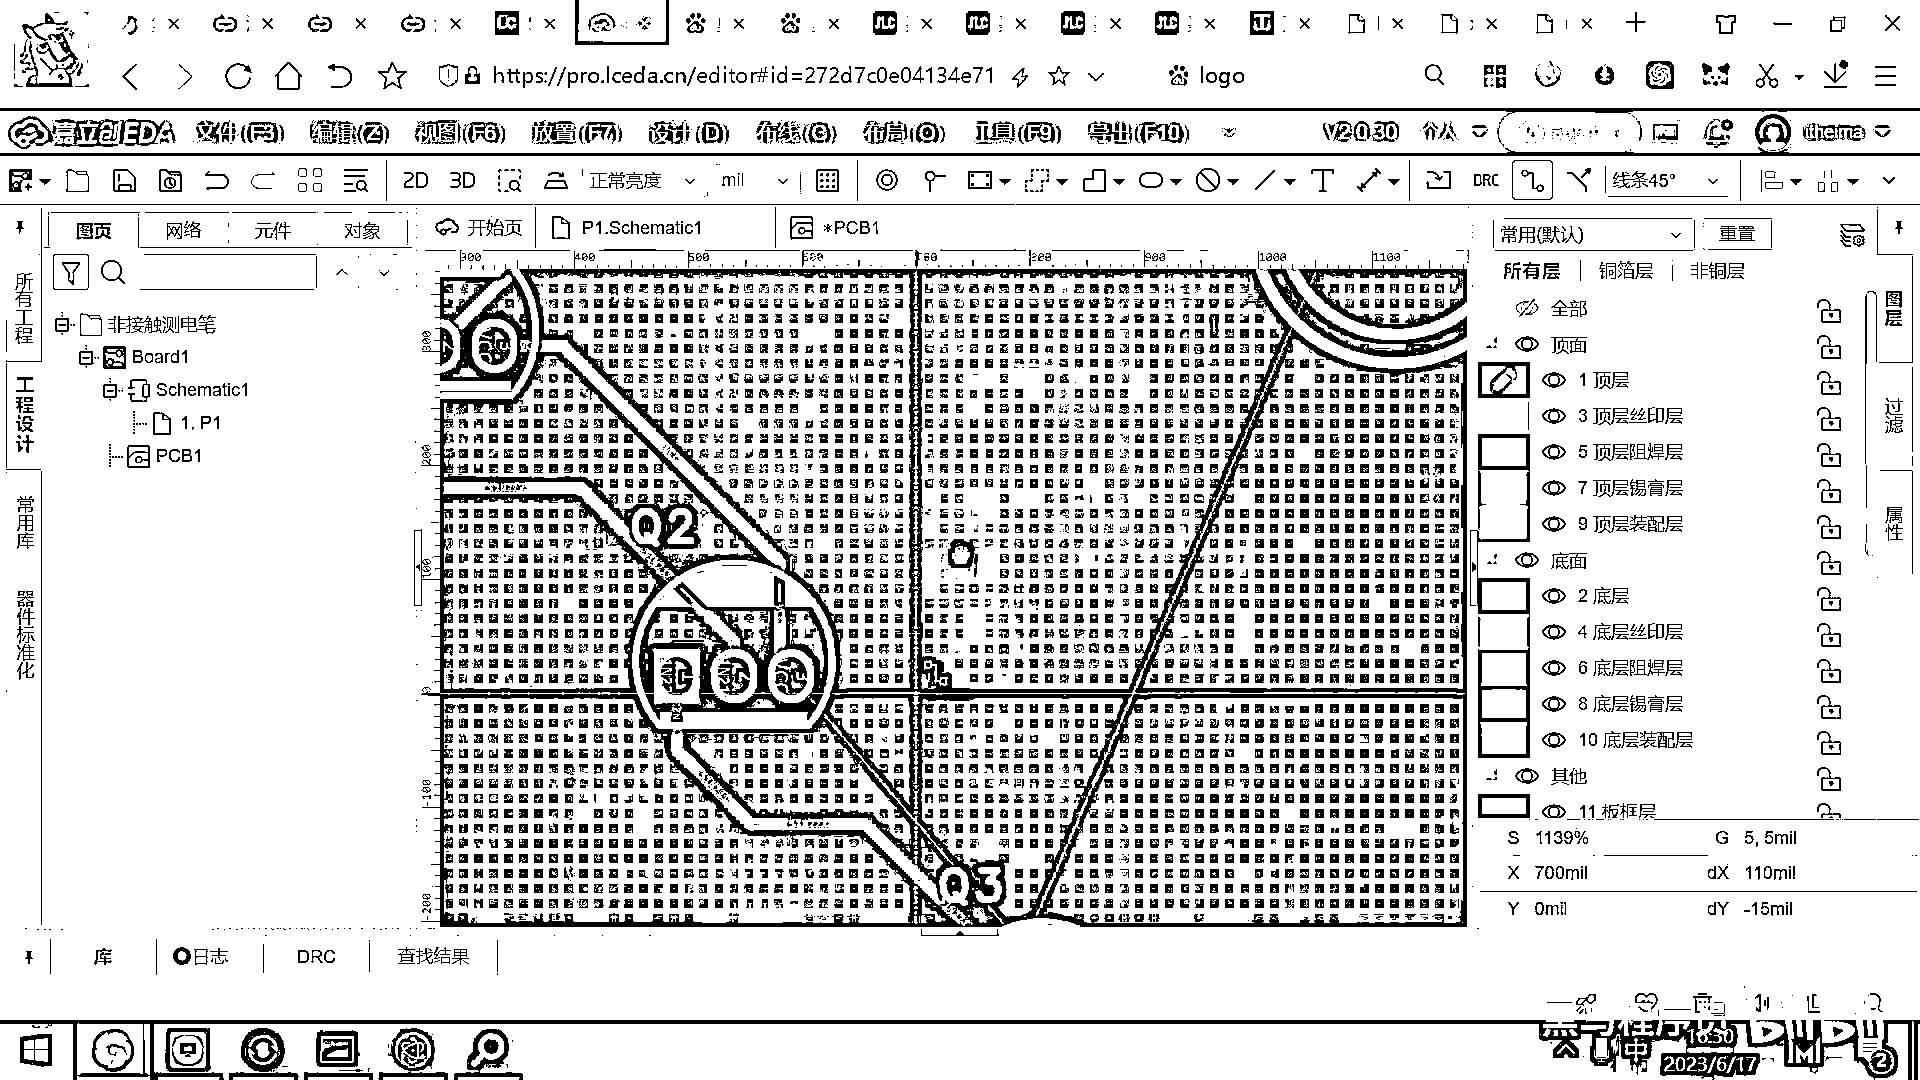 https://pro.lceda.cn/editor#id=272d7c0e04134e71
logo
嘉立创EDA 文件(F3) 编辑(Z) 视图(F6) 放置(F7) 设计(D) 布线(G) 布局(O) 工具(F9) 导出(F10) V2.0.30 个人 thema
2D 3D 正常亮度 mil T DRC 线条45°
图页 网络 元件 对象
开始页 P1.Schematic1 *PCB1
常用(默认) 重置
所有层 铜箔层 非铜层
所有工程
工程设计
常用库
器件标准化
非接触测电笔
Board1
Schematic1
1. P1
PCB1
400 500 900 1000 1100
200
100
0
-100
-200
Q2
Q3
全部
顶面
1 顶层
3 顶层丝印层
5 顶层阻焊层
7 顶层锡膏层
9 顶层装配层
底面
2 底层
4 底层丝印层
6 底层阻焊层
8 底层锡膏层
10 底层装配层
其他
11 板框层
图层
过滤
属性
S 1139% G 5, 5mil
X 700mil dX 110mil
Y 0mil dY -15mil
库 日志 DRC 查找结果
中
16:30
2023/6/17
2